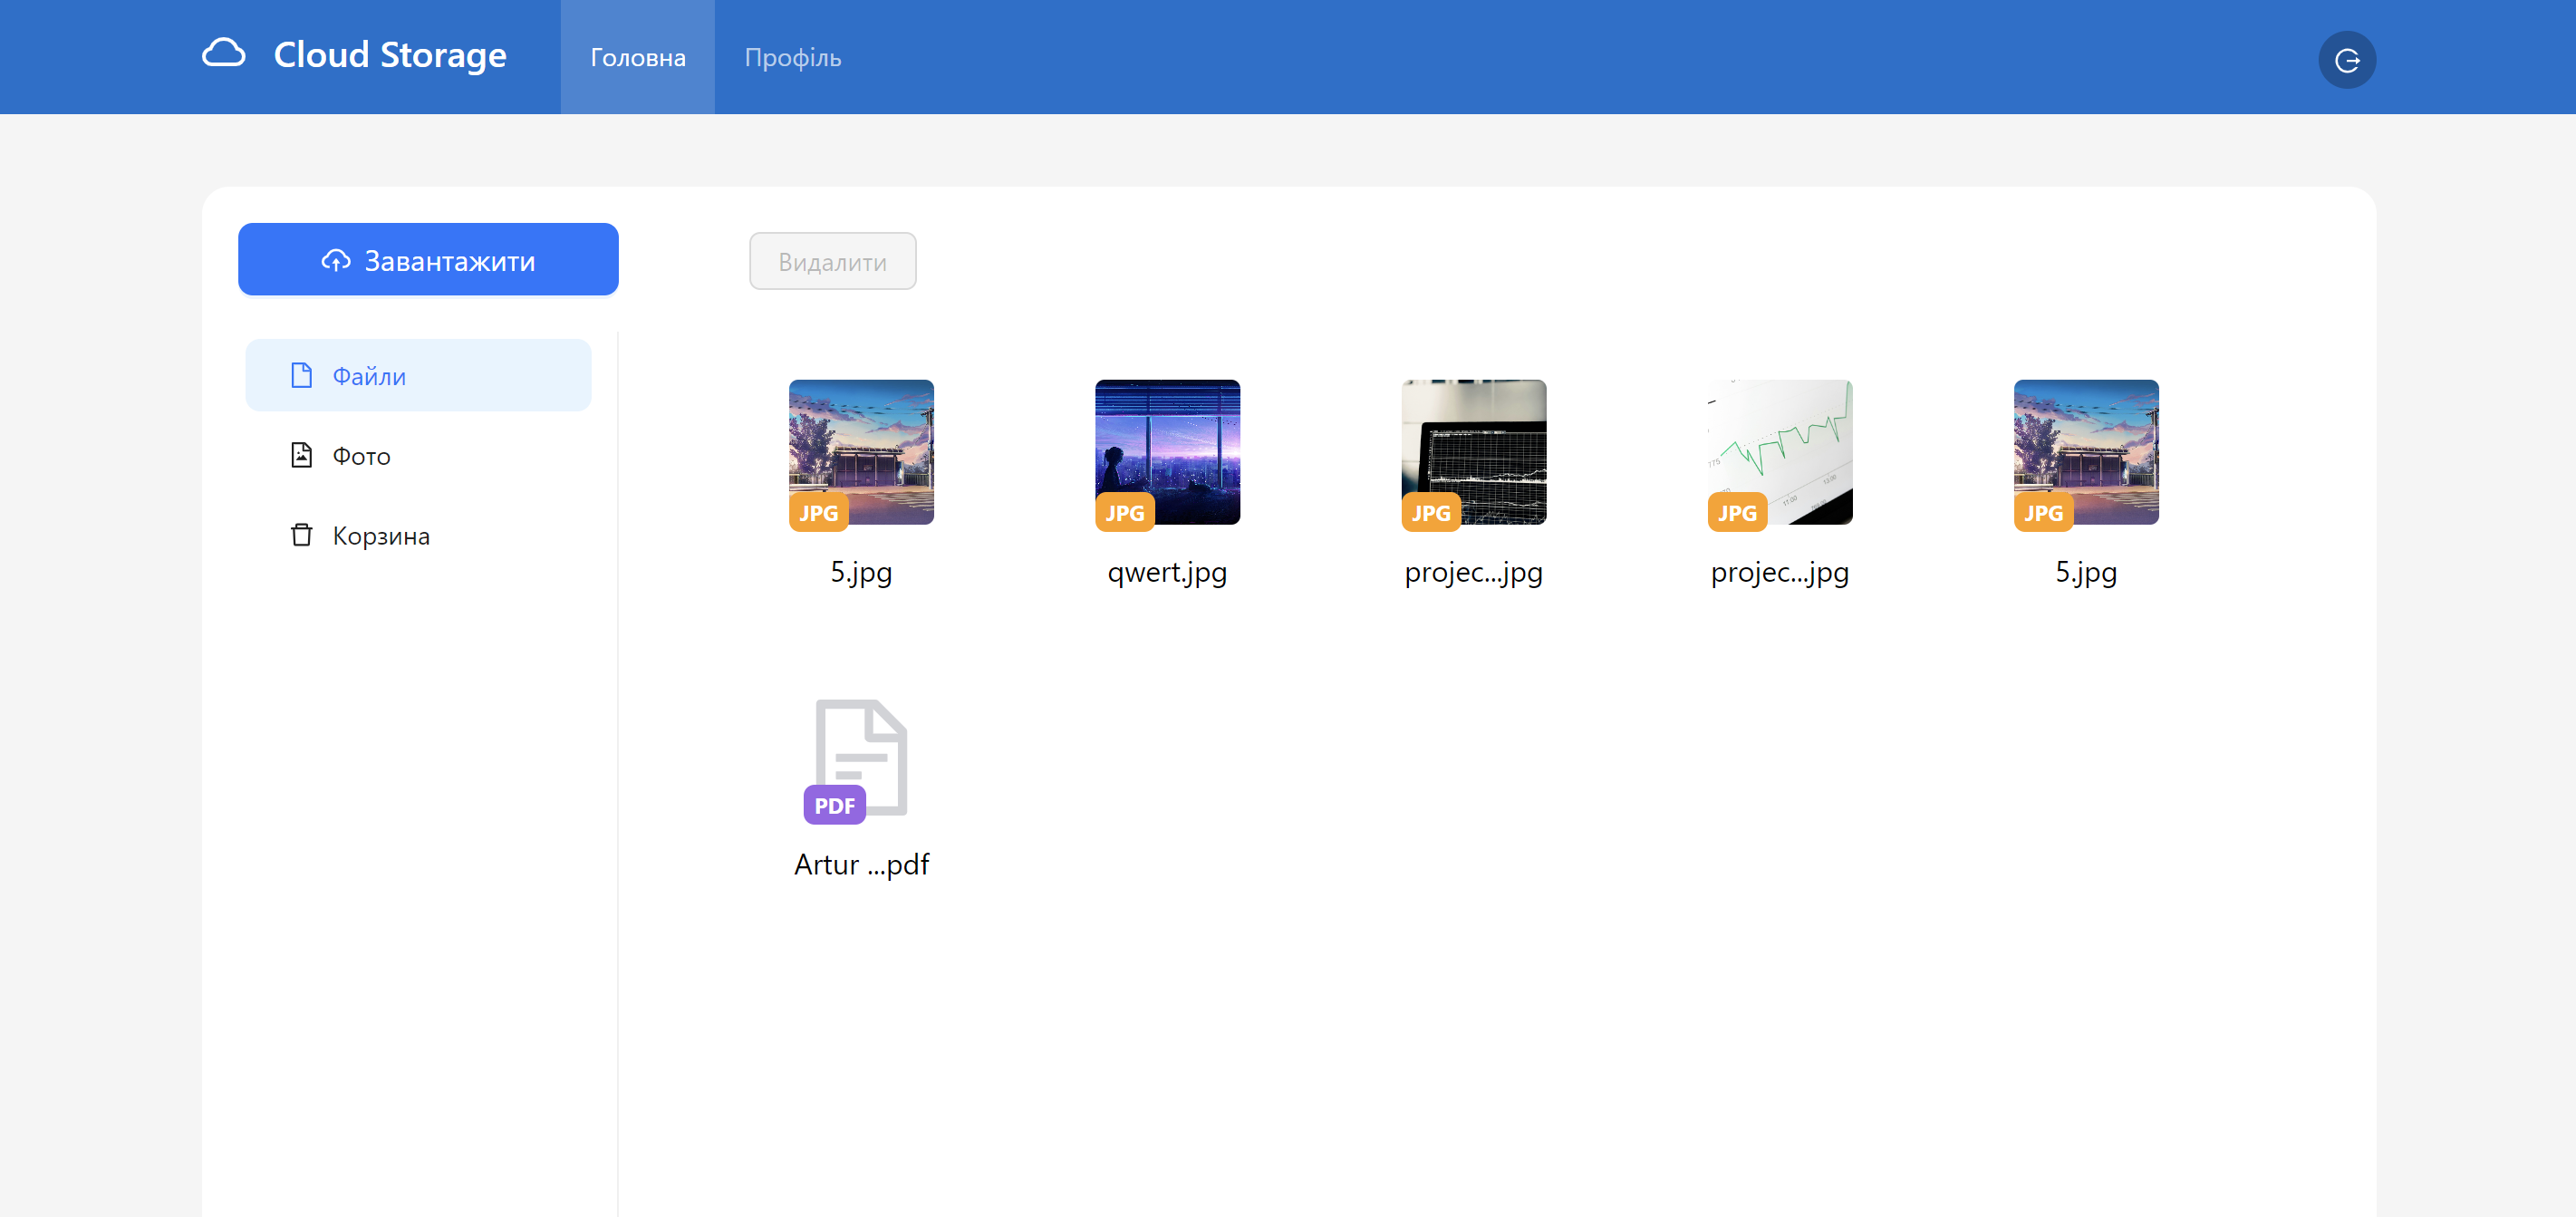 Cloud Storage
Головна
Профіль
Завантажити
Видалити
Файли
Фото
Корзина
JPG
JPG
JPG
JPG
JPG
5.jpg
qwert.jpg
projec...jpg
projec...jpg
5.jpg
PDF
Artur ...pdf